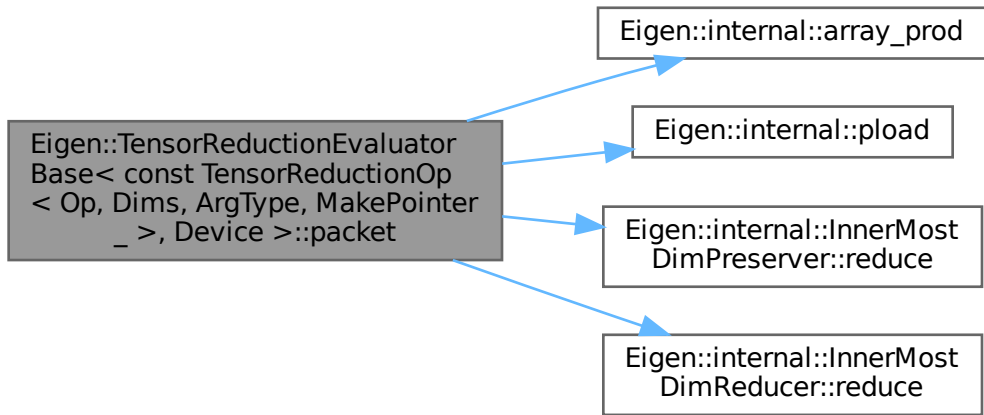 Eigen::TensorReductionEvaluator
Base< const TensorReductionOp
< Op, Dims, ArgType, MakePointer
_ >, Device >::packet
Eigen::internal::array_prod
Eigen::internal::pload
Eigen::internal::InnerMost
DimPreserver::reduce
Eigen::internal::InnerMost
DimReducer::reduce